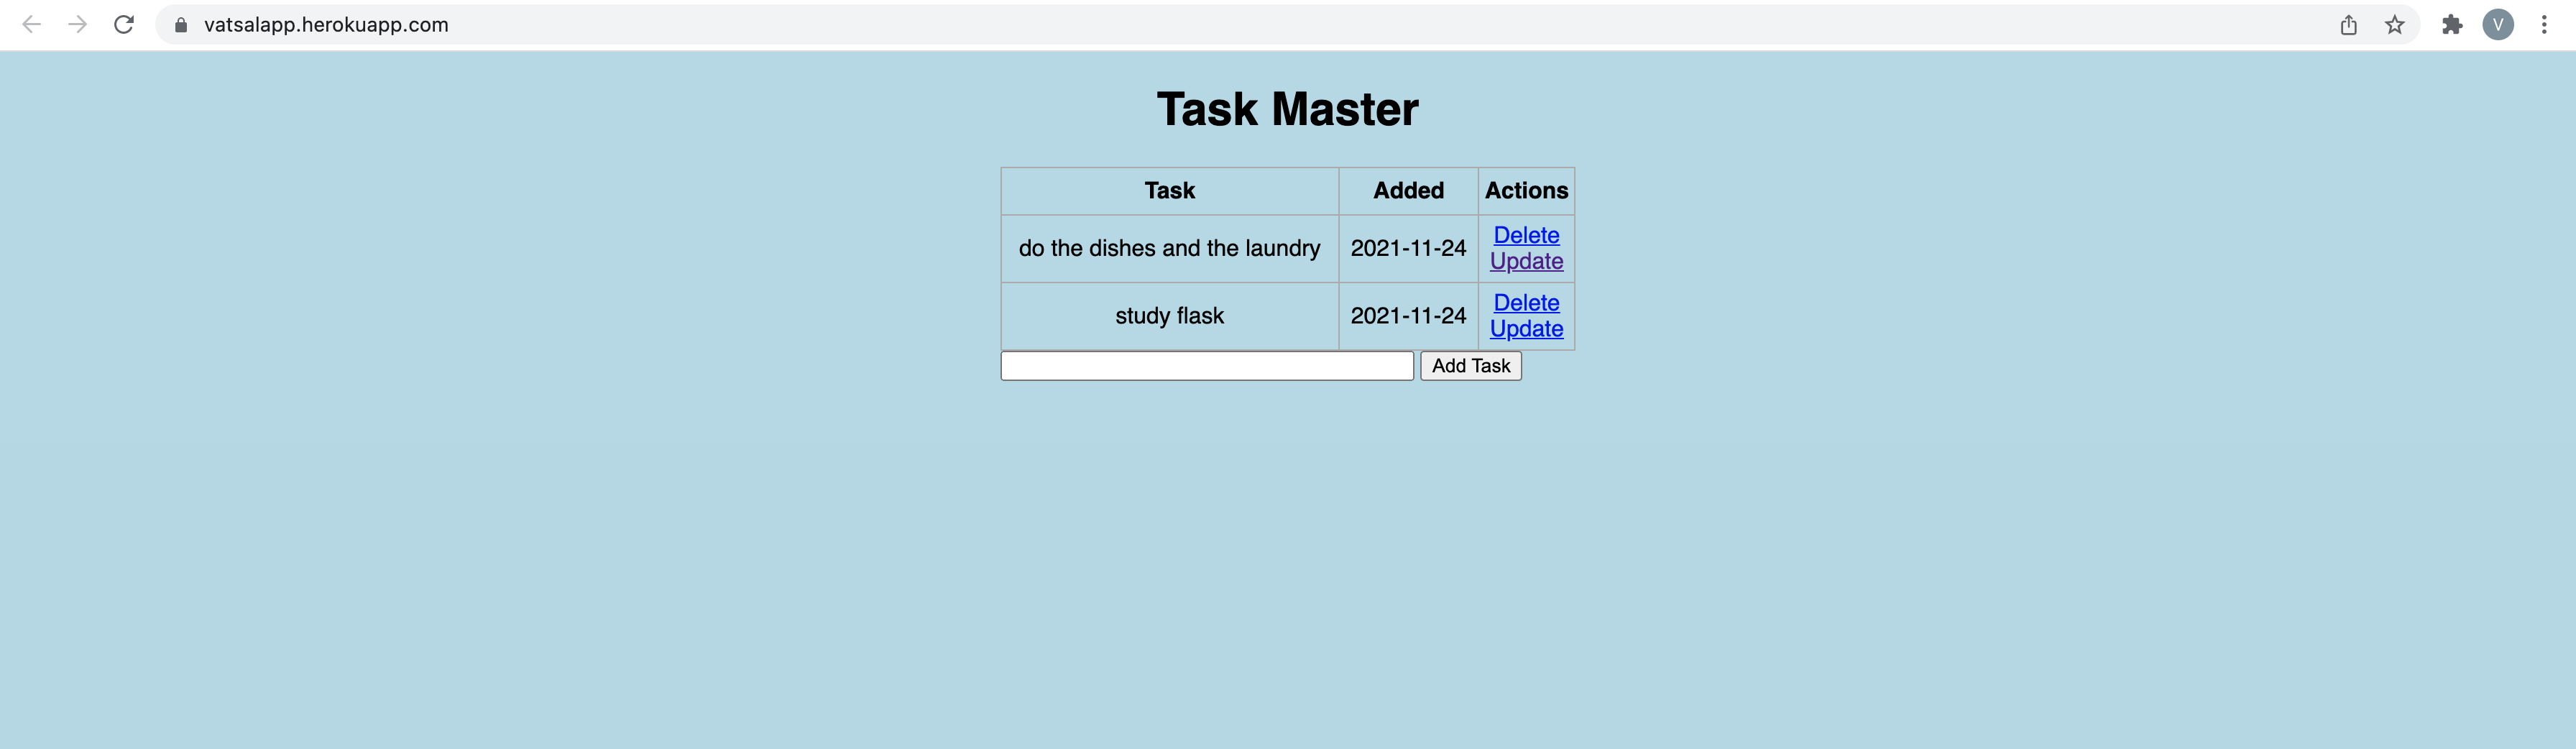 vatsalapp.herokuapp.com
V
Task Master
Task Added Actions
do the dishes and the laundry 2021-11-24 Delete
Update
study flask 2021-11-24 Delete
Update
Add Task